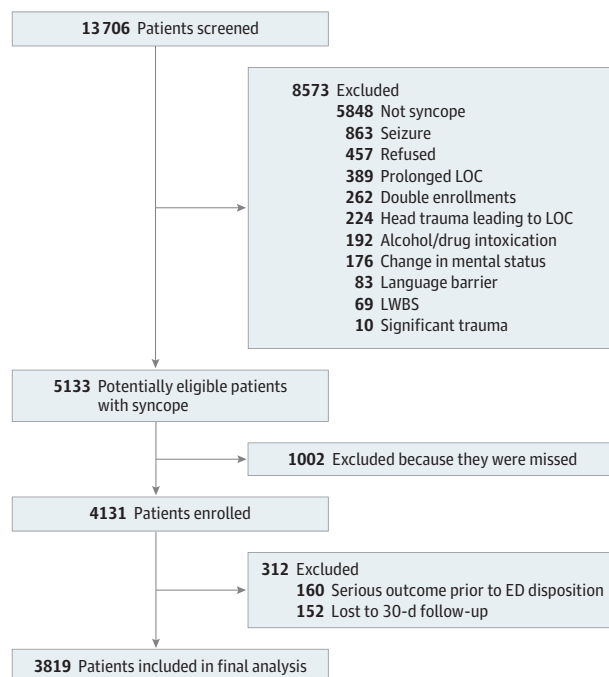 13 706 Patients screened
8573 Excluded
5848 Not syncope
863 Seizure
457 Refused
389 Prolonged LOC
262 Double enrollments
224 Head trauma leading to LOC
192 Alcohol/drug intoxication
176 Change in mental status
83 Language barrier
69 LWBS
10 Significant trauma
5133 Potentially eligible patients
with syncope
1002 Excluded because they were missed
4131 Patients enrolled
312 Excluded
160 Serious outcome prior to ED disposition
152 Lost to 30-d follow-up
3819 Patients included in final analysis